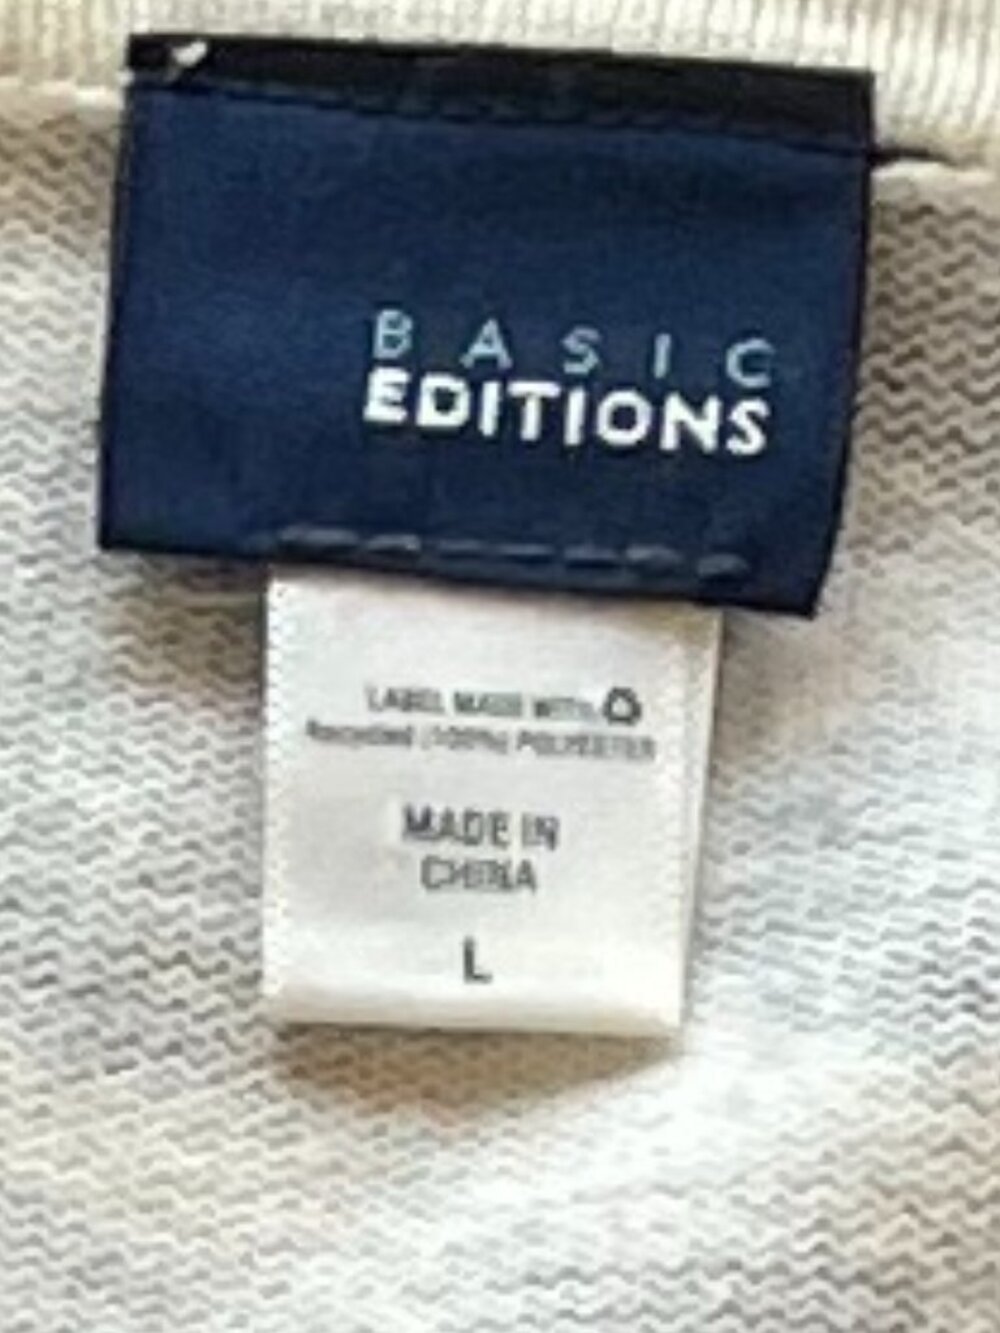 BASIC
EDITIONS
LABEL MADE WITH
Recycled (100%) POLYESTER
MADE IN
CHINA
L